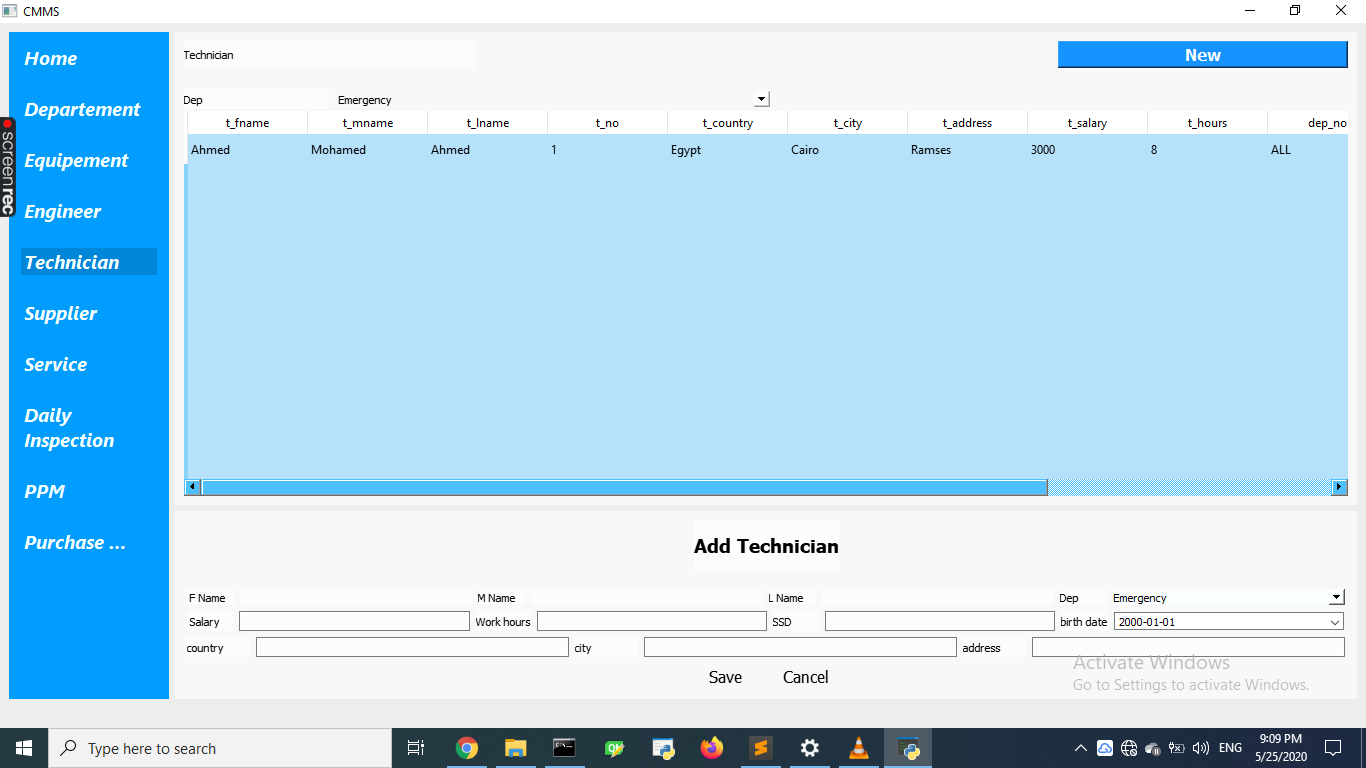 CMMS
Home
Departement
Equipement
Engineer
Technician
Supplier
Service
Daily
Inspection
PPM
Purchase ...
screenrec
Technician
New
Dep Emergency
t_fname t_mname t_lname t_no t_country t_city t_address t_salary t_hours dep_no
Ahmed Mohamed Ahmed 1 Egypt Cairo Ramses 3000 8 ALL
Add Technician
F Name M Name L Name Dep Emergency
Salary Work hours SSD birth date 2000-01-01
country city address
Save Cancel
Activate Windows
Go to Settings to activate Windows.
Type here to search
ENG
9:09 PM
5/25/2020